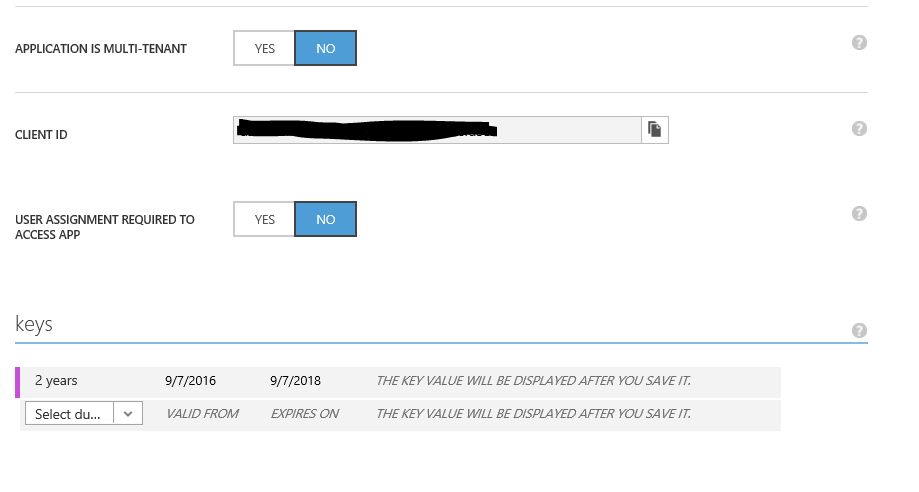 APPLICATION IS MULTI-TENANT YES NO ?
CLIENT ID ?
USER ASSIGNMENT REQUIRED TO
ACCESS APP YES NO ?
keys ?
2 years 9/7/2016 9/7/2018 THE KEY VALUE WILL BE DISPLAYED AFTER YOU SAVE IT.
Select du... VALID FROM EXPIRES ON THE KEY VALUE WILL BE DISPLAYED AFTER YOU SAVE IT.